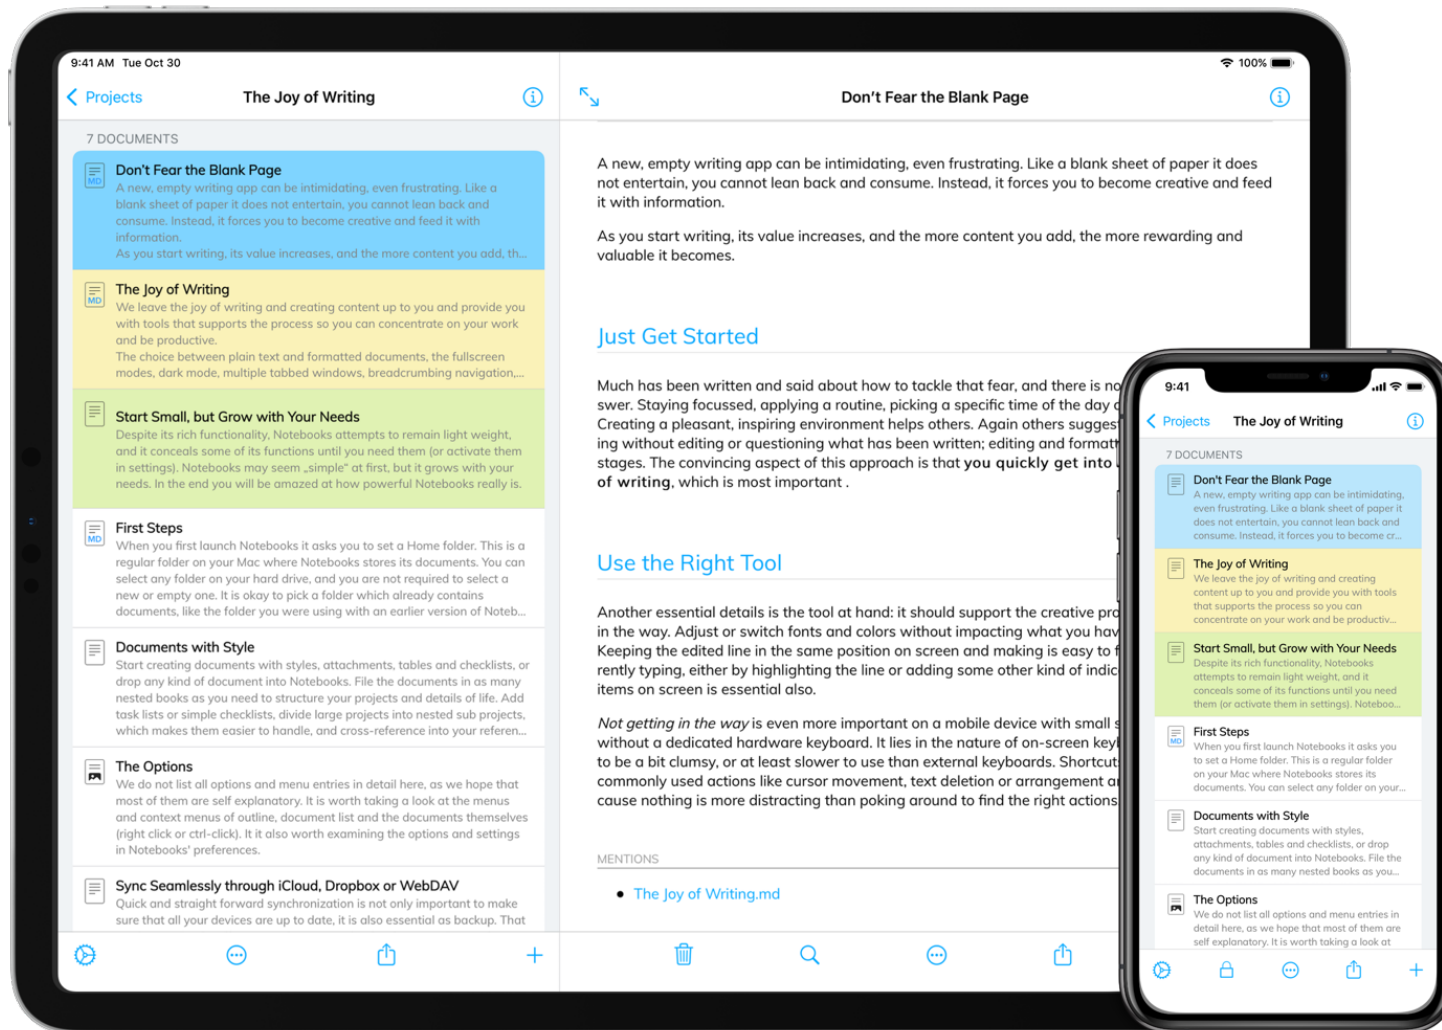 9:41 AM Tue Oct 30
100%
Projects
The Joy of Writing
7 DOCUMENTS
MD
Don't Fear the Blank Page
A new, empty writing app can be intimidating, even frustrating. Like a
blank sheet of paper it does not entertain, you cannot lean back and
consume. Instead, it forces you to become creative and feed it with
information.
As you start writing, its value increases, and the more content you add, th...
MD
The Joy of Writing
We leave the joy of writing and creating content up to you and provide you
with tools that supports the process so you can concentrate on your work
and be productive.
The choice between plain text and formatted documents, the fullscreen
modes, dark mode, multiple tabbed windows, breadcrumbing navigation,...
Start Small, but Grow with Your Needs
Despite its rich functionality, Notebooks attempts to remain light weight,
and it conceals some of its functions until you need them (or activate them
in settings). Notebooks may seem „simple“ at first, but it grows with your
needs. In the end you will be amazed at how powerful Notebooks really is.
MD
First Steps
When you first launch Notebooks it asks you to set a Home folder. This is a
regular folder on your Mac where Notebooks stores its documents. You can
select any folder on your hard drive, and you are not required to select a
new or empty one. It is okay to pick a folder which already contains
documents, like the folder you were using with an earlier version of Noteb...
Documents with Style
Start creating documents with styles, attachments, tables and checklists, or
drop any kind of document into Notebooks. File the documents in as many
nested books as you need to structure your projects and details of life. Add
task lists or simple checklists, divide large projects into nested sub projects,
which makes them easier to handle, and cross-reference into your referen...
The Options
We do not list all options and menu entries in detail here, as we hope that
most of them are self explanatory. It is worth taking a look at the menus
and context menus of outline, document list and the documents themselves
(right click or ctrl-click). It it also worth examining the options and settings
in Notebooks' preferences.
Sync Seamlessly through iCloud, Dropbox or WebDAV
Quick and straight forward synchronization is not only important to make
sure that all your devices are up to date, it is also essential as backup. That
Don't Fear the Blank Page
A new, empty writing app can be intimidating, even frustrating. Like a blank sheet of paper it does
not entertain, you cannot lean back and consume. Instead, it forces you to become creative and feed
it with information.
As you start writing, its value increases, and the more content you add, the more rewarding and
valuable it becomes.
Just Get Started
Much has been written and said about how to tackle that fear, and there is no
swer. Staying focussed, applying a routine, picking a specific time of the day
Creating a pleasant, inspiring environment helps others. Again others sugges
ing without editing or questioning what has been written; editing and format
stages. The convincing aspect of this approach is that you quickly get into
of writing, which is most important .
Use the Right Tool
Another essential details is the tool at hand: it should support the creative pro
in the way. Adjust or switch fonts and colors without impacting what you hav
Keeping the edited line in the same position on screen and making is easy to f
rently typing, either by highlighting the line or adding some other kind of indic
items on screen is essential also.
Not getting in the way is even more important on a mobile device with small s
without a dedicated hardware keyboard. It lies in the nature of on-screen key
to be a bit clumsy, or at least slower to use than external keyboards. Shortcut
commonly used actions like cursor movement, text deletion or arrangement a
cause nothing is more distracting than poking around to find the right actions
MENTIONS
• The Joy of Writing.md
9:41
Projects
The Joy of Writing
7 DOCUMENTS
Don't Fear the Blank Page
A new, empty writing app can be intimidating,
even frustrating. Like a blank sheet of paper it
does not entertain, you cannot lean back and
consume. Instead, it forces you to become cr...
The Joy of Writing
We leave the joy of writing and creating
content up to you and provide you with tools
that supports the process so you can
concentrate on your work and be productiv...
Start Small, but Grow with Your Needs
Despite its rich functionality, Notebooks
attempts to remain light weight, and it
conceals some of its functions until you need
them (or activate them in settings). Noteboo...
MD
First Steps
When you first launch Notebooks it asks you
to set a Home folder. This is a regular folder
on your Mac where Notebooks stores its
documents. You can select any folder on your...
Documents with Style
Start creating documents with styles,
attachments, tables and checklists, or drop
any kind of document into Notebooks. File the
documents in as many nested books as you...
The Options
We do not list all options and menu entries in
detail here, as we hope that most of them are
self explanatory. It is worth taking a look at